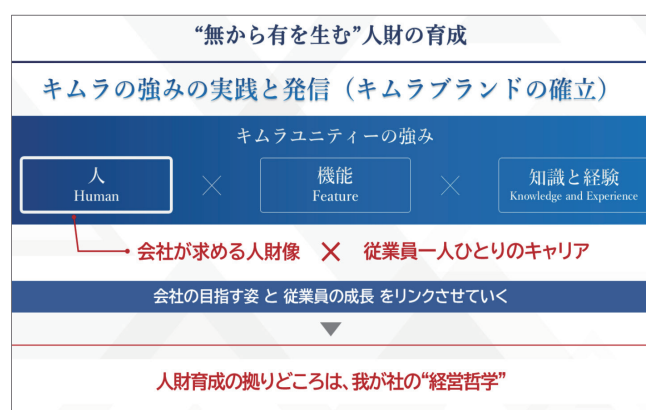 “無から有を生む”人財の育成
キムラの強みの実践と発信（キムラブランドの確立）
キムラユニティーの強み
人 × 機能 × 知識と経験
Human Feature Knowledge and Experience
会社が求める人財像 × 従業員一人ひとりのキャリア
会社の目指す姿 と 従業員の成長 をリンクさせていく
人財育成の拠りどころは、我が社の“経営哲学”